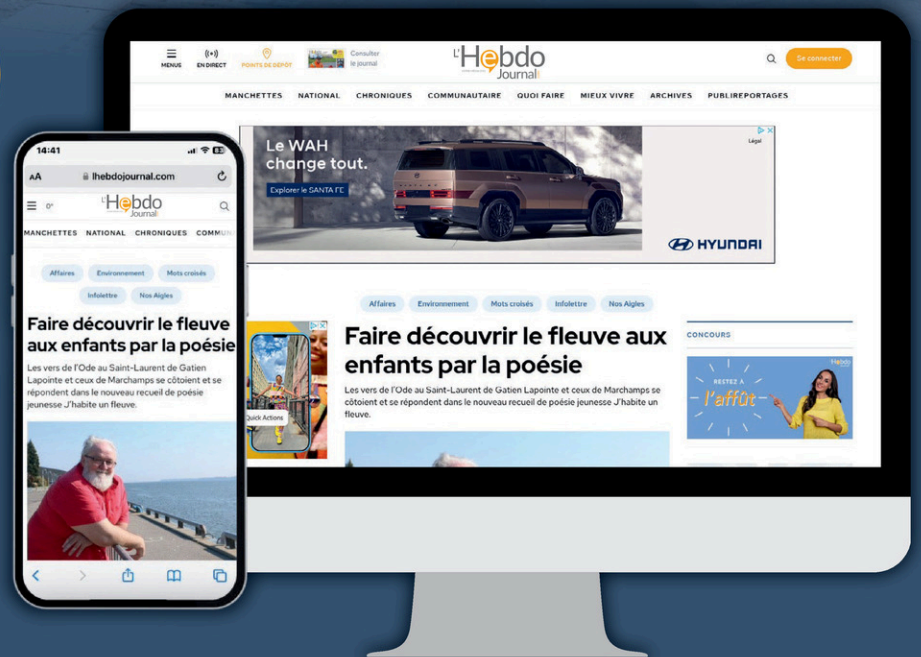 MENUS
EN DIRECT
POINTS DE DÉPÔT
Consulter
le journal
L'Hebdo
Journal
Se connecter
MANCHETTES NATIONAL CHRONIQUES COMMUNAUTAIRE QUOI FAIRE MIEUX VIVRE ARCHIVES PUBLIREPORTAGES
Le WAH
change tout.
Explorer le SANTA FE
Légal
HYUNDAI
Affaires Environnement Mots croisés Infolettre Nos Aigles
Faire découvrir le fleuve aux
enfants par la poésie
Les vers de l'Ode au Saint-Laurent de Gatien Lapointe et ceux de Marchamps se
côtoient et se répondent dans le nouveau recueil de poésie jeunesse J'habite un
fleuve.
Quick Actions
CONCOURS
Hebdo
RESTEZ À
l'affût
14:41
AA lhebdojournal.com
0°
L'Hebdo
Journal
MANCHETTES NATIONAL CHRONIQUES COMMUN
Affaires Environnement Mots croisés
Infolettre Nos Aigles
Faire découvrir le fleuve
aux enfants par la poésie
Les vers de l'Ode au Saint-Laurent de Gatien
Lapointe et ceux de Marchamps se côtoient et se
répondent dans le nouveau recueil de poésie
jeunesse J'habite un fleuve.